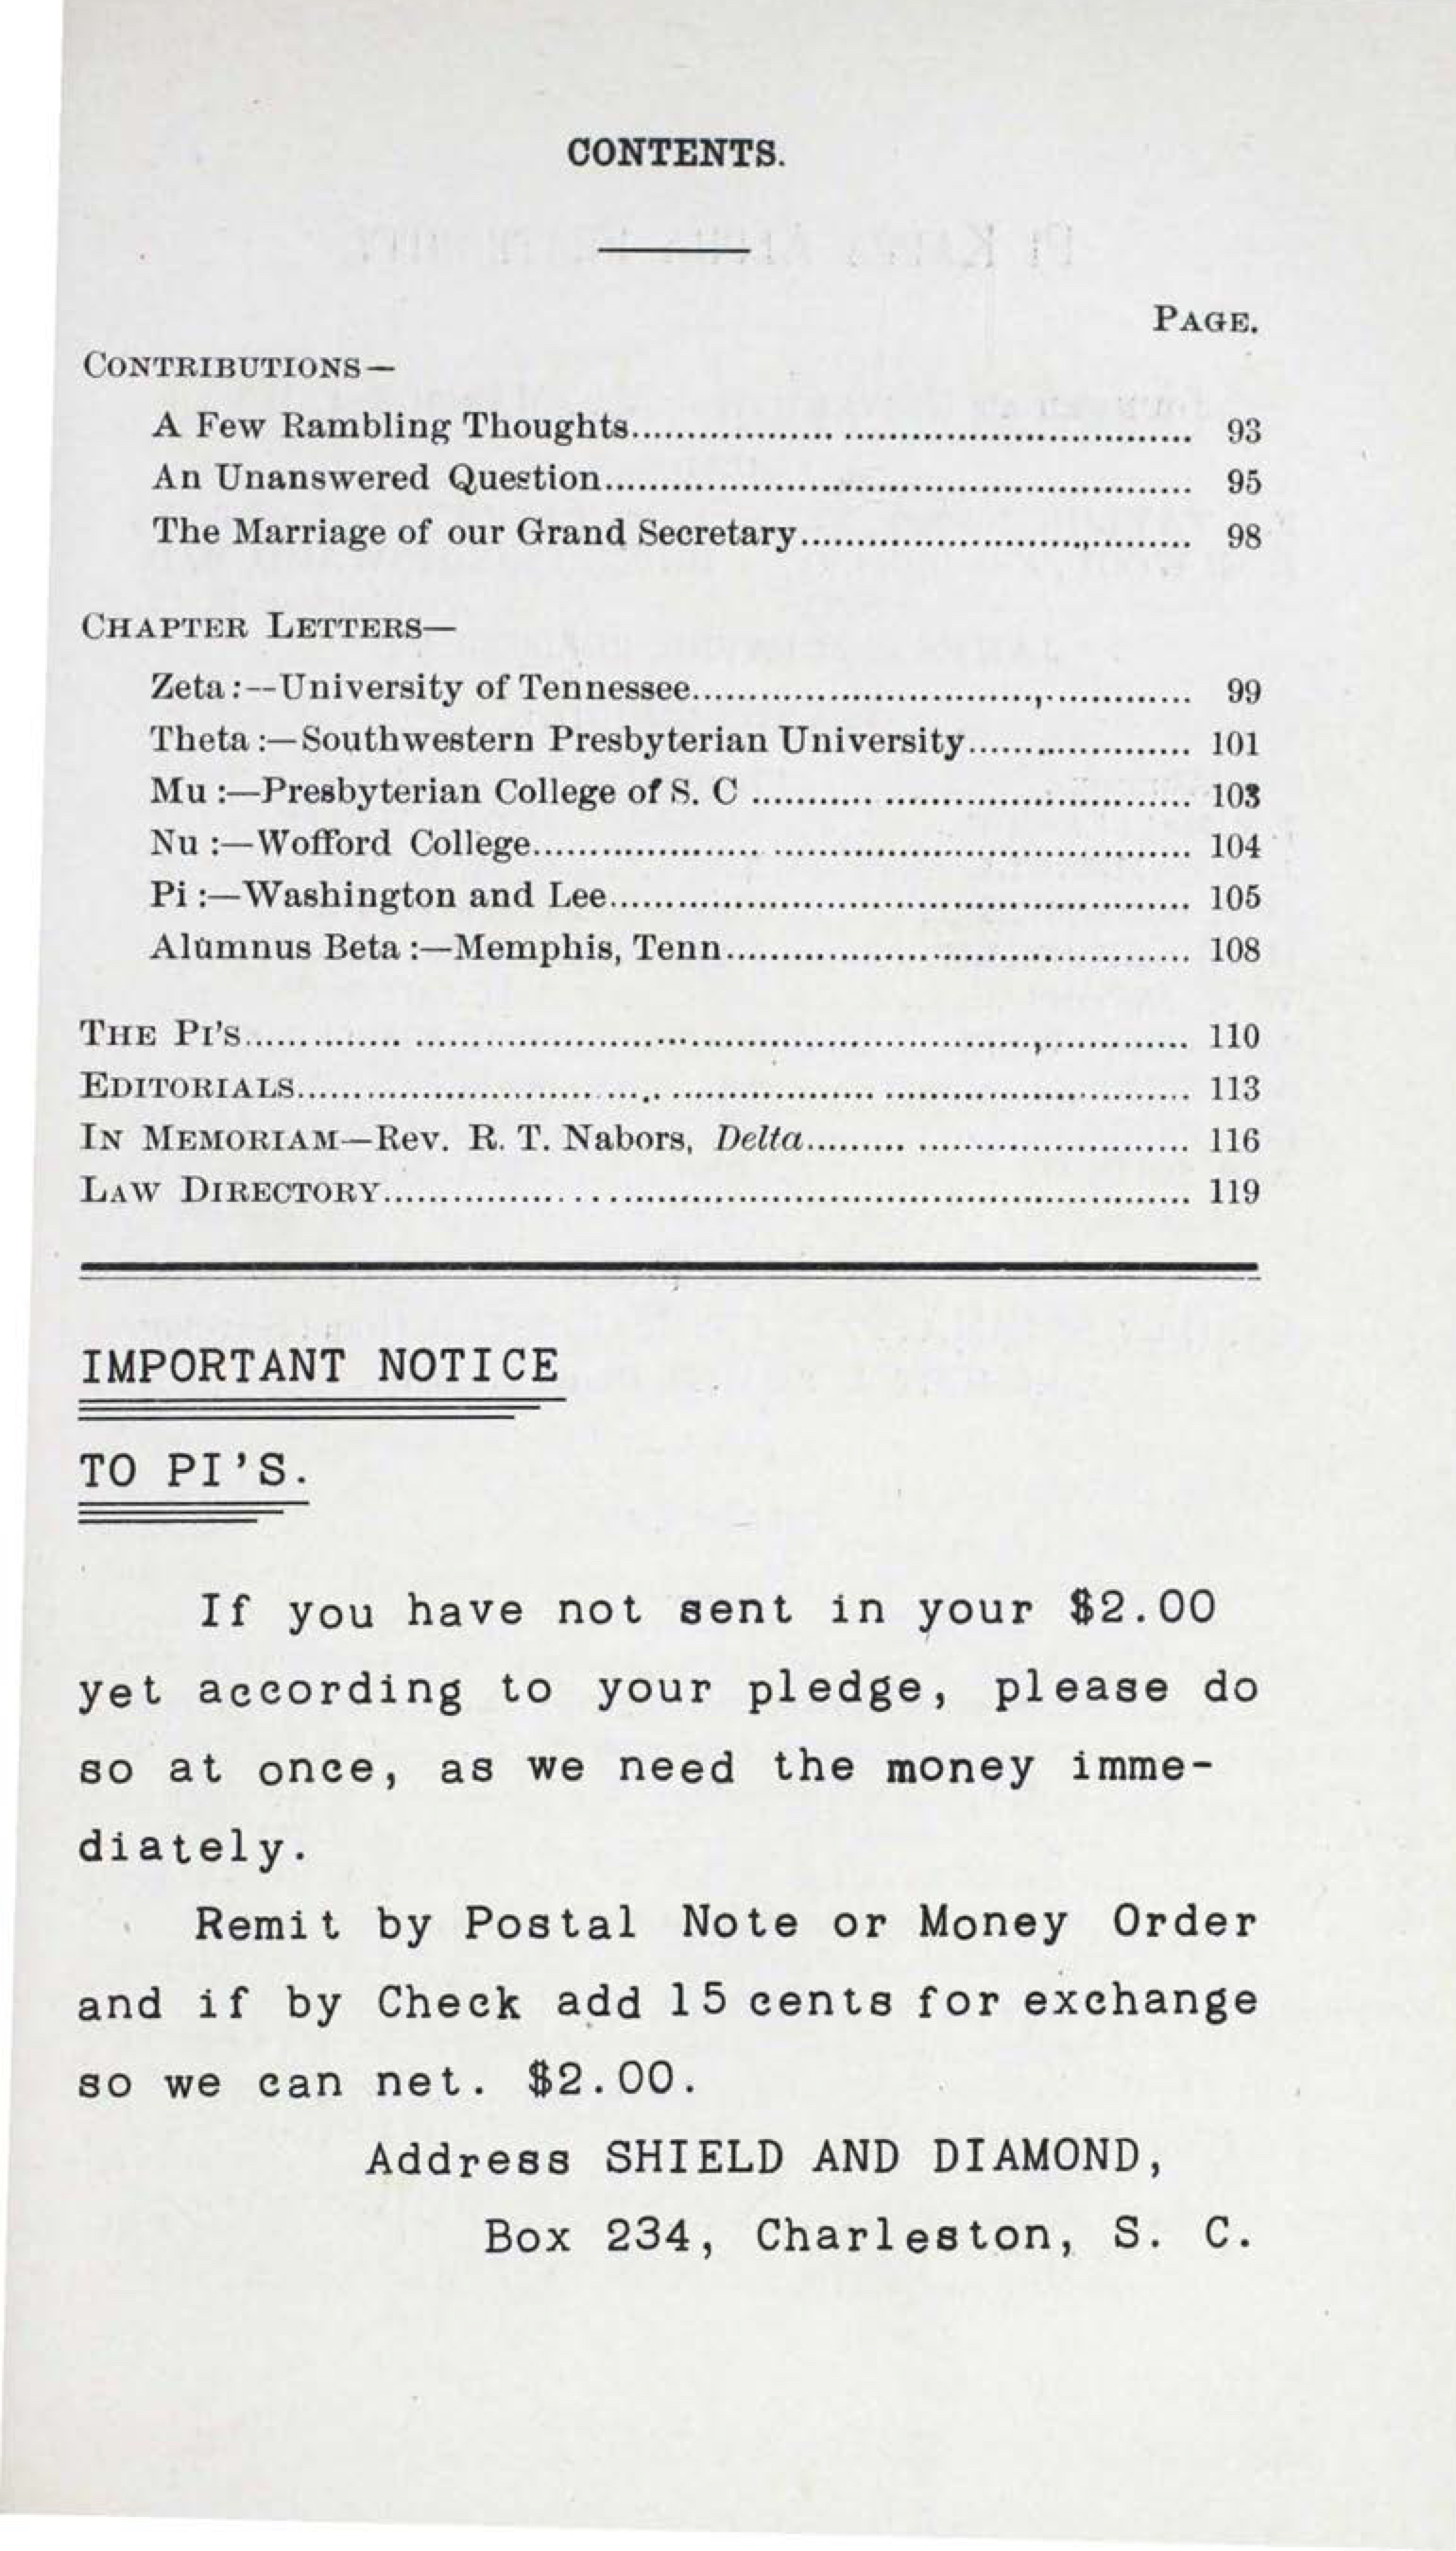 CONTENTS.
PAGE.
CONTRIBUTIONS—
A Few Rambling Thoughts.................. ............................... 93
An Unanswered Question.................................................... 95
The Marriage of our Grand Secretary.................................. 98
CHAPTER LETTERS—
Zeta:--University of Tennessee.............................,............. 99
Theta:—Southwestern Presbyterian University.................... 101
Mu:—Presbyterian College of S. C ........... ........................... 103
Nu:—Wofford College.................... ..................................... 104
Pi:—Washington and Lee.................................................... 105
Alumnus Beta:—Memphis, Tenn......................................... 108
THE PI'S.............. .......................................................,............. 110
EDITORIALS.......................... ..... .................. ........................... 113
IN MEMORIAM—Rev. R. T. Nabors, Delta......... ........................ 116
LAW DIRECTORY................ . . .................................................... 119
IMPORTANT NOTICE
TO PI'S.
If you have not sent in your $2.00
yet according to your pledge, please do
so at once, as we need the money imme-
diately.
Remit by Postal Note or Money Order
and if by Check add 15 cents for exchange
so we can net. $2.00.
Address SHIELD AND DIAMOND,
Box 234, Charleston, S. C.